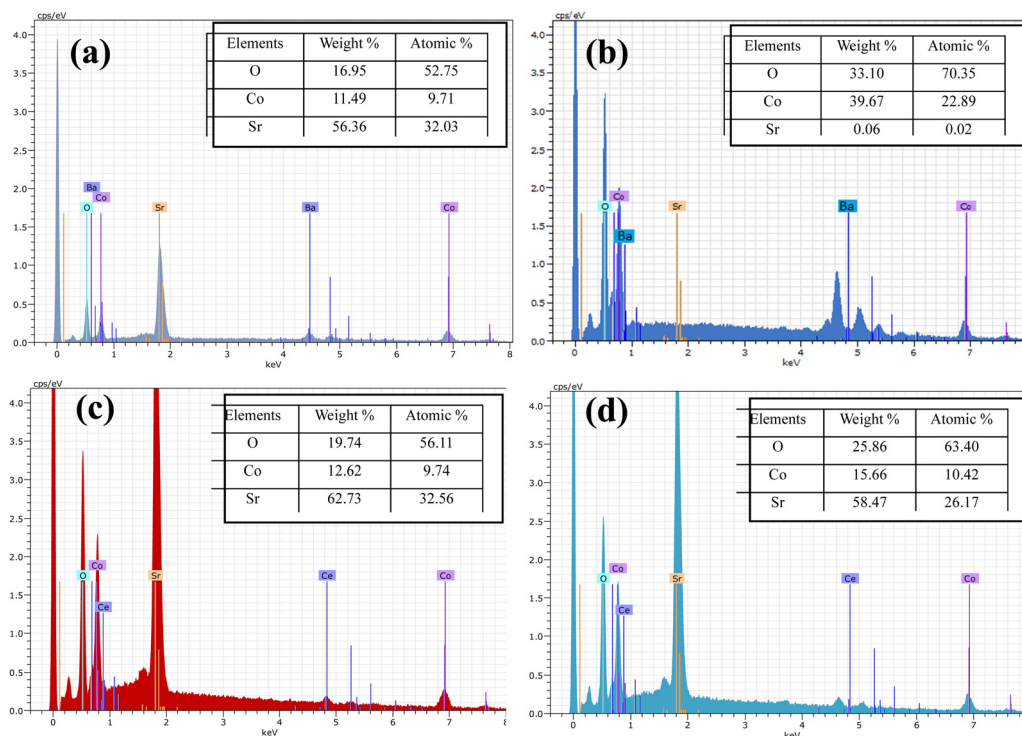 cps/eV
(a)
Elements Weight % Atomic %
O 16.95 52.75
Co 11.49 9.71
Sr 56.36 32.03
4.0
3.5
3.0
2.5
2.0
1.5
1.0
0.5
0.0
Ba
O Co Sr Ba Co
0 1 2 3 4 5 6 7 8
keV
cps/eV
(b)
Elements Weight % Atomic %
O 33.10 70.35
Co 39.67 22.89
Sr 0.06 0.02
4.0
3.5
3.0
2.5
2.0
1.5
1.0
0.5
0.0
Co
O Sr Ba Co
Ba
0 1 2 3 4 5 6 7
keV
cps/eV
(c)
Elements Weight % Atomic %
O 19.74 56.11
Co 12.62 9.74
Sr 62.73 32.56
4.0
3.5
3.0
2.5
2.0
1.5
1.0
0.5
0.0
Co
O Sr Ce Co
Ce
0 1 2 3 4 5 6 7 8
keV
cps/eV
(d)
Elements Weight % Atomic %
O 25.86 63.40
Co 15.66 10.42
Sr 58.47 26.17
4.0
3.5
3.0
2.5
2.0
1.5
1.0
0.5
0.0
Co
O Sr Ce Co
Ce
0 1 2 3 4 5 6 7
keV